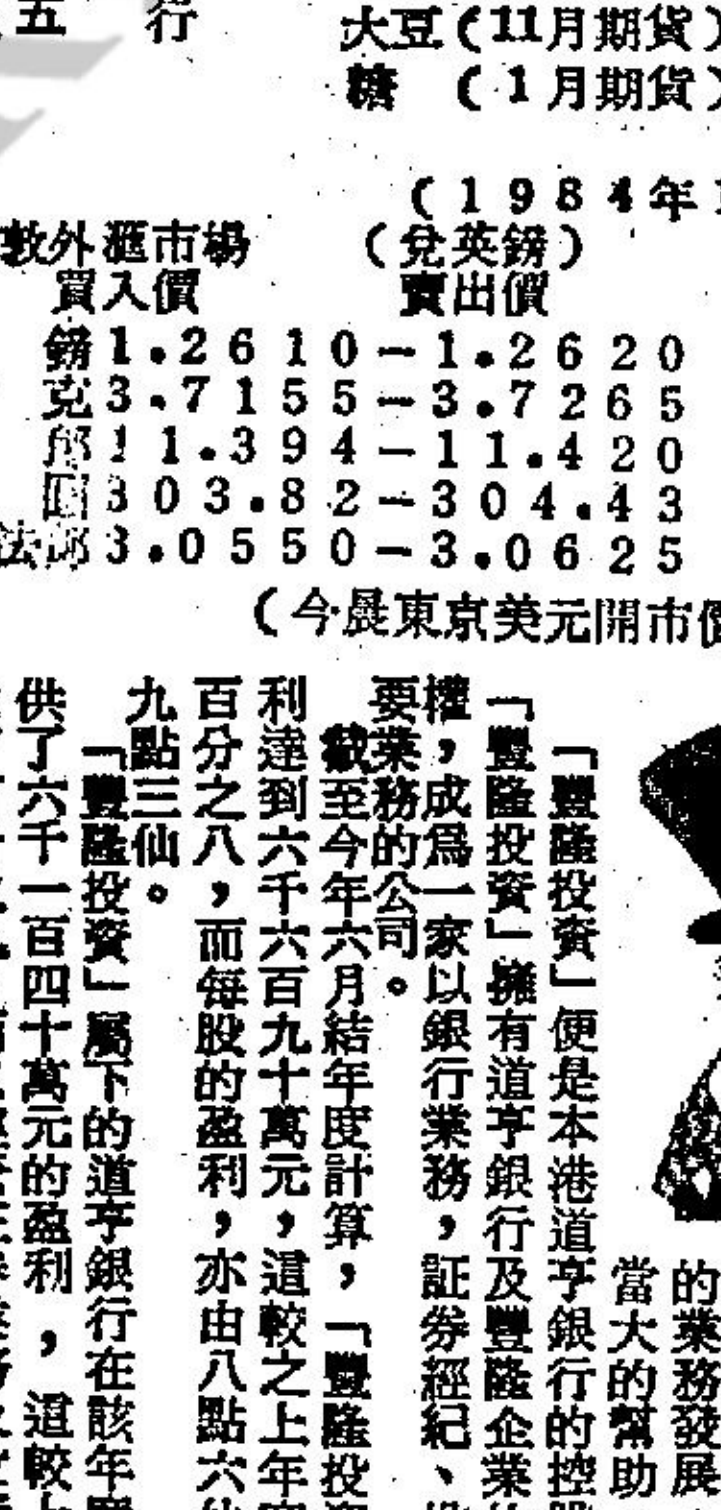 五　行
大豆（11月期貨）
糖　（1月期貨）
（1984年
外滙市場　（兌英鎊）
買入價　賣出價
鎊1.2610－1.2620
克3.7155－3.7265
11.394－11.420
303.82－304.43
法郎3.0550－3.0625
（今晨東京美元開市價
的業務發展
當大的幫助
「豐隆投資」便是本港道亨銀行的控股
「豐隆投資」擁有道亨銀行及豐隆企業
權，成爲一家以銀行業務，証券經紀、
要業務的公司。
截至今年六月結年度計算，「豐隆投資
利達到六千六百九十萬元，這較之上年
百分之八，而每股的盈利，亦由八點六仙
九點三仙。
「豐隆投資」屬下的道亨銀行在該年度
供了六千一百四十萬元的盈利，這較上